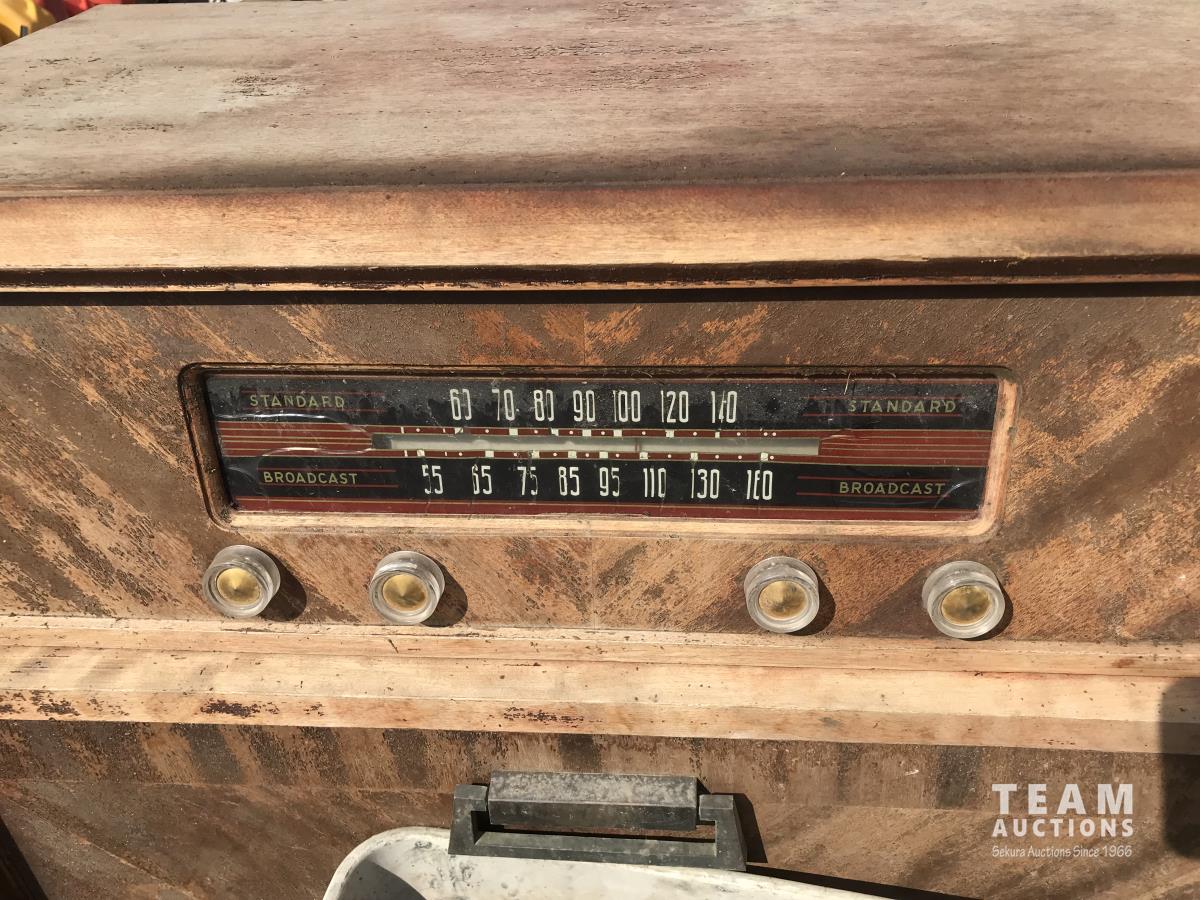 STANDARD 60 70 80 90 100 120 140 STANDARD
BROADCAST 55 65 75 85 95 110 130 160 BROADCAST
TEAM
AUCTIONS
Sekura Auctions Since 1966